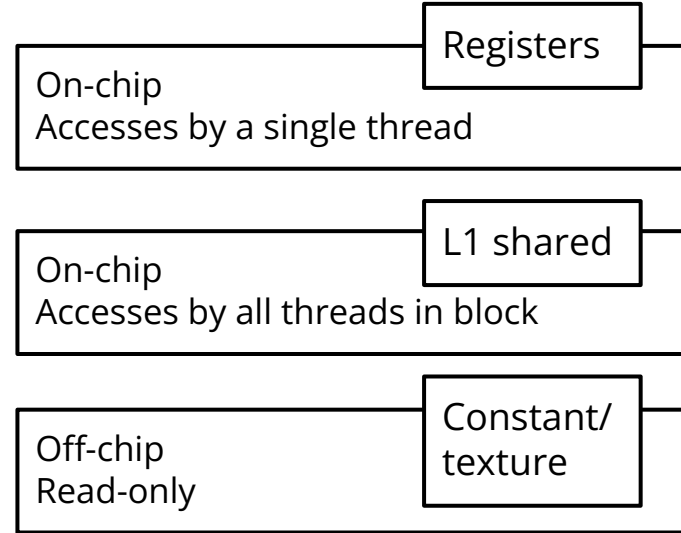 Registers
On-chip
Accesses by a single thread
L1 shared
On-chip
Accesses by all threads in block
Constant/
texture
Off-chip
Read-only